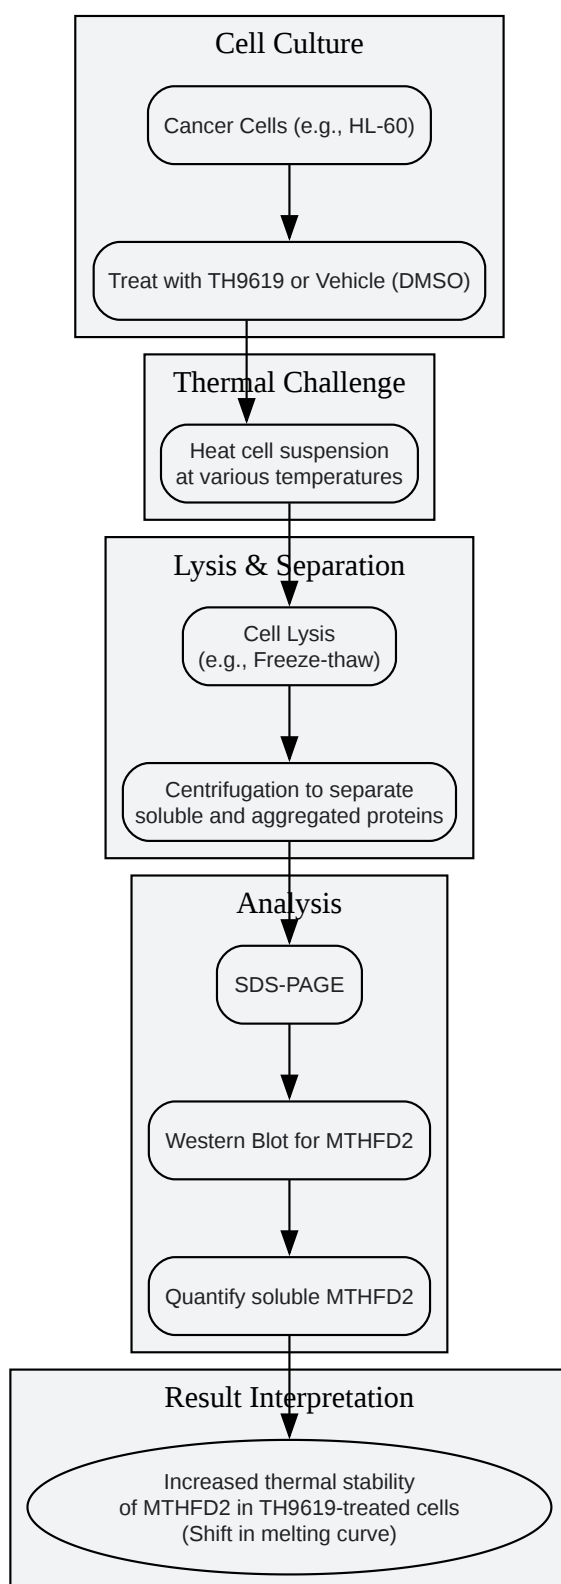 Cell Culture
Cancer Cells (e.g., HL-60)
Treat with TH9619 or Vehicle (DMSO)
Thermal Challenge
Heat cell suspension
at various temperatures
Lysis & Separation
Cell Lysis
(e.g., Freeze-thaw)
Centrifugation to separate
soluble and aggregated proteins
Analysis
SDS-PAGE
Western Blot for MTHFD2
Quantify soluble MTHFD2
Result Interpretation
Increased thermal stability
of MTHFD2 in TH9619-treated cells
(Shift in melting curve)